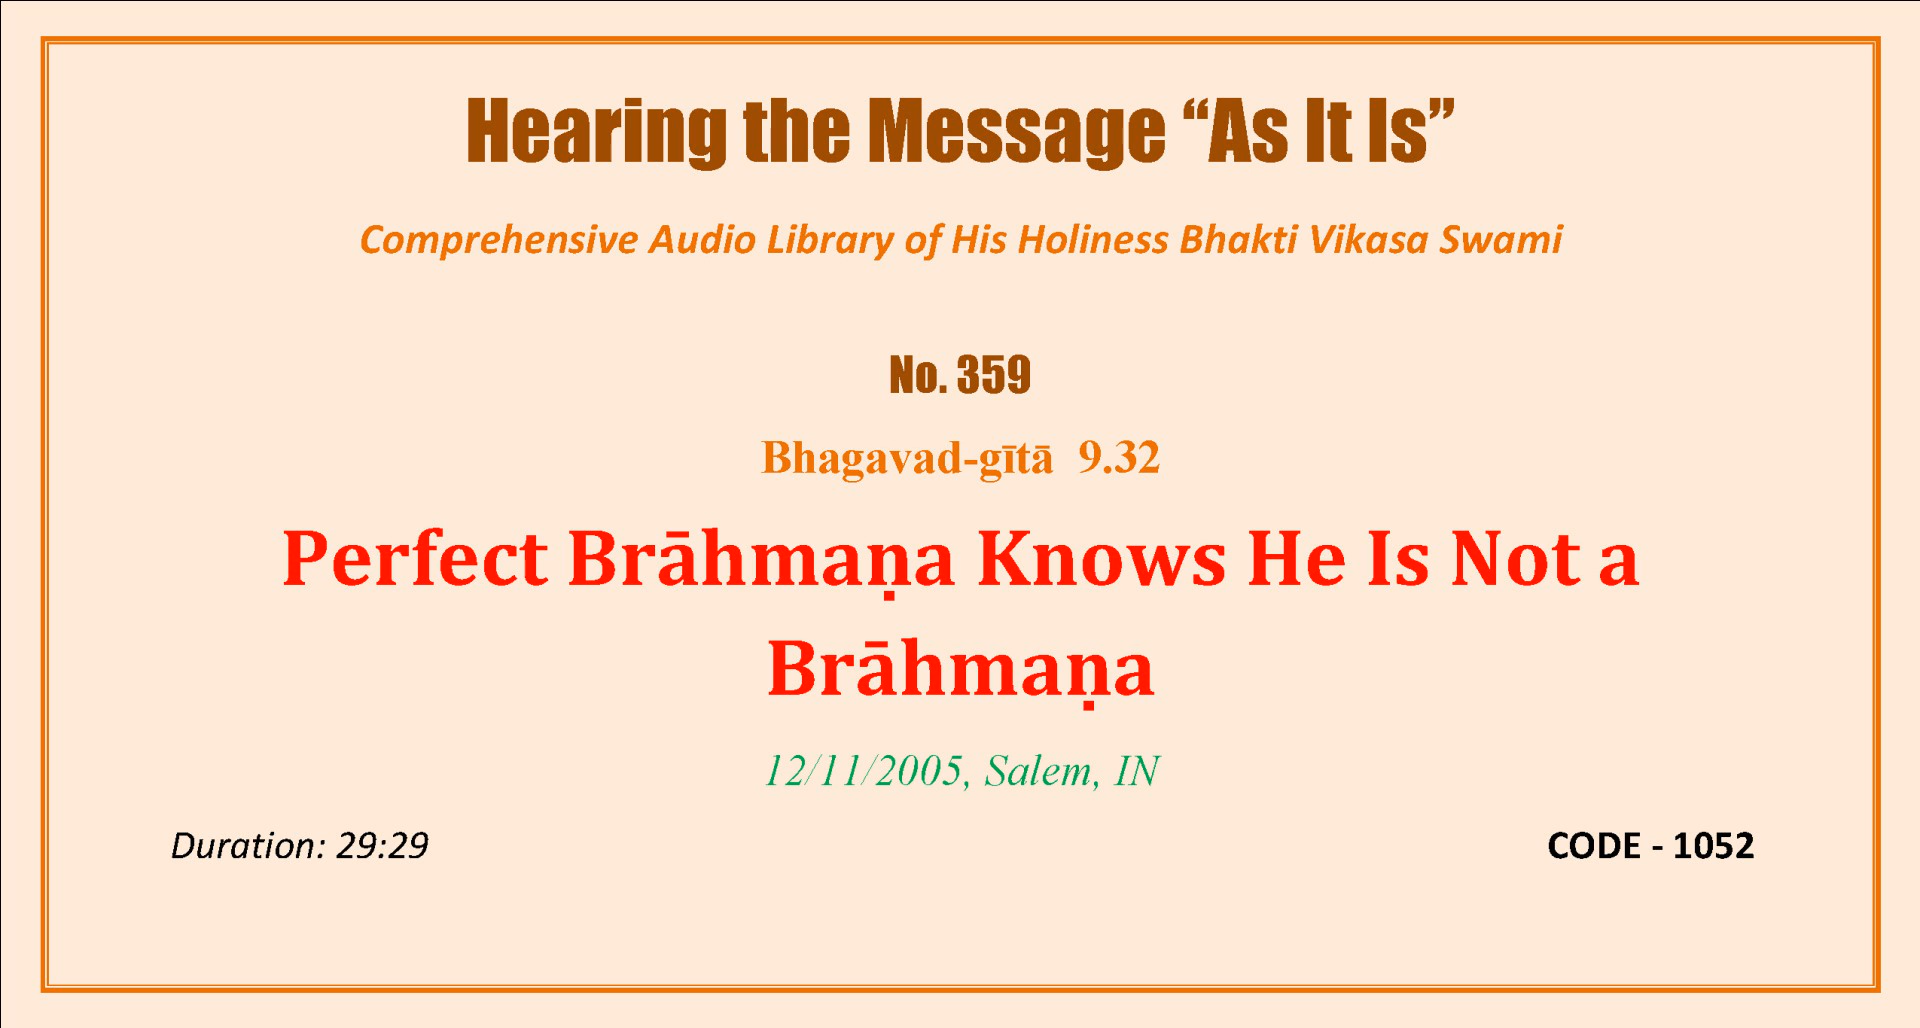 Hearing the Message “As It Is”
Comprehensive Audio Library of His Holiness Bhakti Vikasa Swami
No. 359
Bhagavad-gītā 9.32
Perfect Brāhmaṇa Knows He Is Not a
Brāhmaṇa
12/11/2005, Salem, IN
Duration: 29:29 CODE - 1052